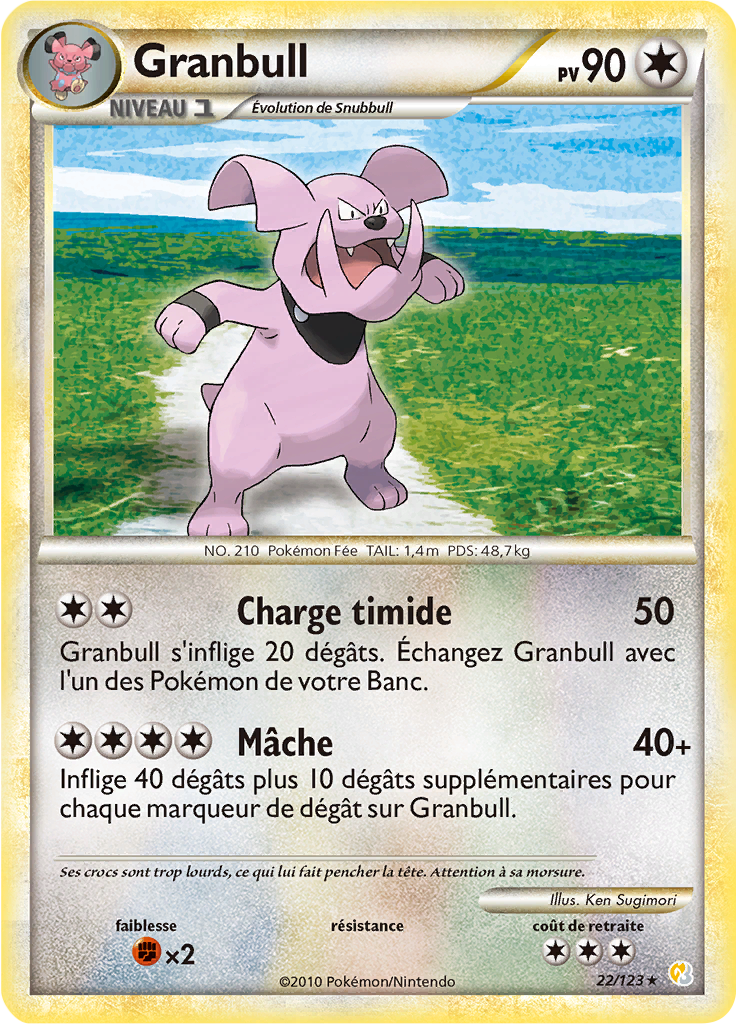 Granbull
PV 90
NIVEAU 1
Évolution de Snubbull
NO. 210 Pokémon Fée TAIL: 1,4 m PDS: 48,7 kg
Charge timide 50
Granbull s'inflige 20 dégâts. Échangez Granbull avec
l'un des Pokémon de votre Banc.
Mâche 40+
Inflige 40 dégâts plus 10 dégâts supplémentaires pour
chaque marqueur de dégât sur Granbull.
Ses crocs sont trop lourds, ce qui lui fait pencher la tête. Attention à sa morsure.
Illus. Ken Sugimori
faiblesse résistance coût de retraite
×2
©2010 Pokémon/Nintendo
22/123 ★